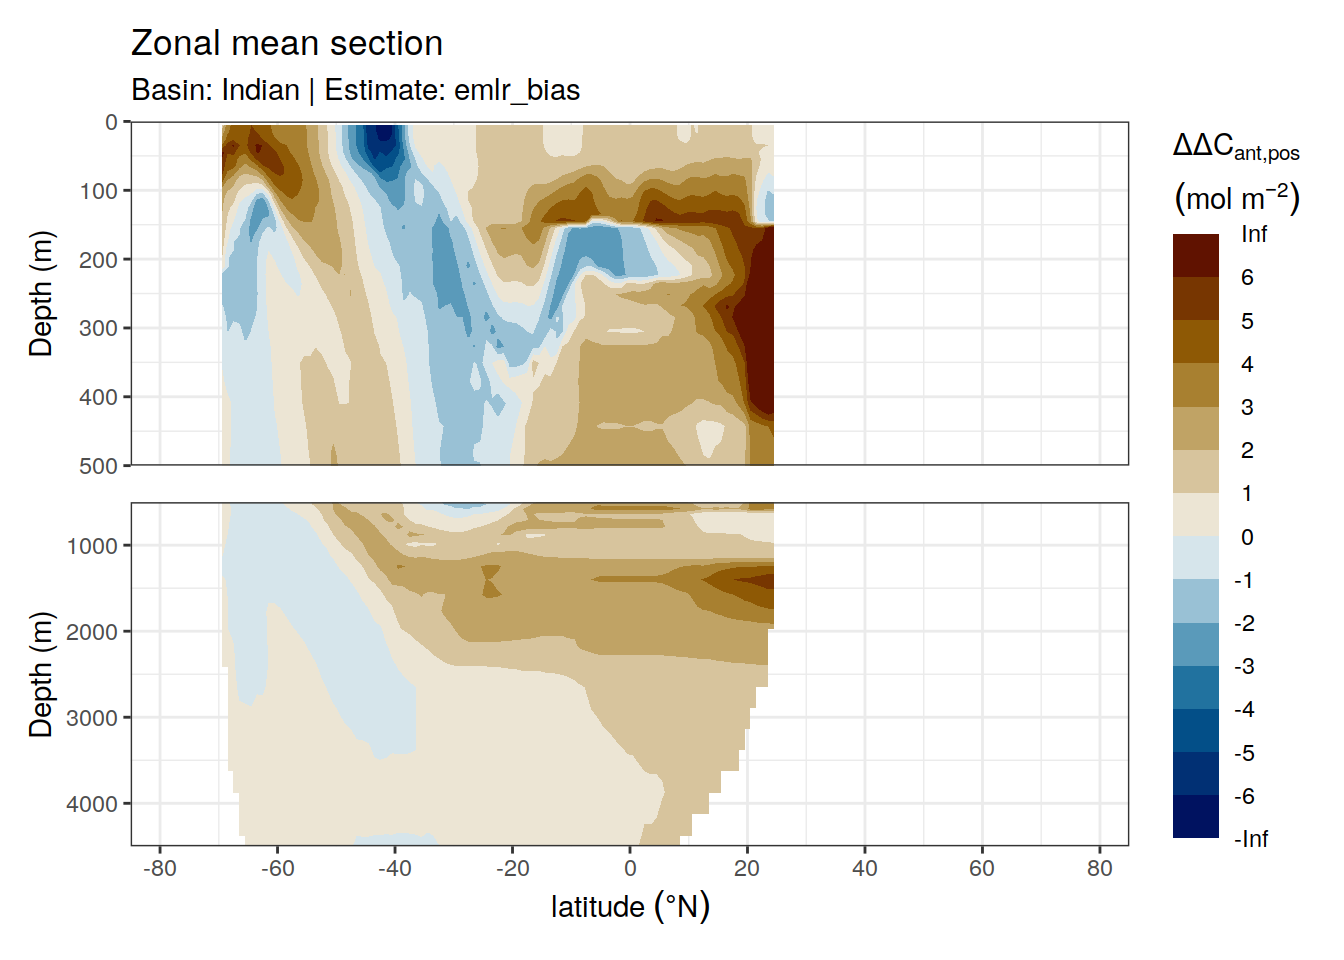 Zonal mean section
Basin: Indian | Estimate: emlr_bias
0
100
200
300
400
500
Depth (m)
1000
2000
3000
4000
Depth (m)
-80 -60 -40 -20 0 20 40 60 80
latitude (°N)
ΔΔC_ant,pos
(mol m⁻²)
Inf
6
5
4
3
2
1
0
-1
-2
-3
-4
-5
-6
-Inf